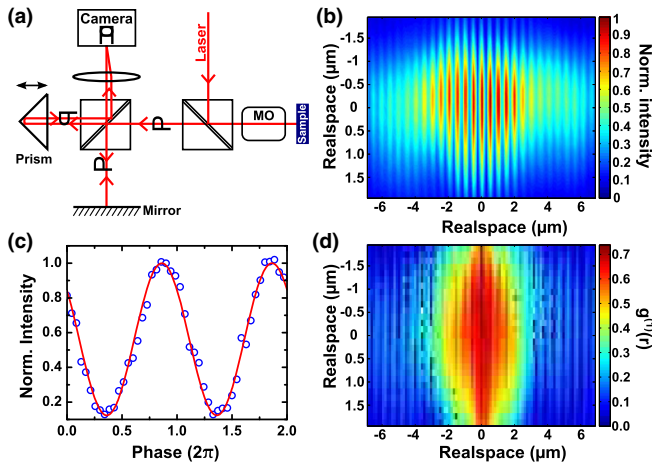 (a)
Camera
P
P
Laser
P
q
P
MO
Sample
Prism
Mirror
(b)
Realspace (µm)
-1.5
-1
-0.5
0
0.5
1
1.5
-6 -4 -2 0 2 4 6
Realspace (µm)
1
0.9
0.8
0.7
0.6
0.5
0.4
0.3
0.2
0.1
0
Norm. intensity
(c)
Norm. Intensity
1.0
0.8
0.6
0.4
0.2
0.0 0.5 1.0 1.5 2.0
Phase (2π)
(d)
Realspace (µm)
-1.5
-1
-0.5
0
0.5
1
1.5
-6 -4 -2 0 2 4 6
Realspace (µm)
0.7
0.6
0.5
0.4
0.3
0.2
0.1
0
g⁽¹⁾(r)